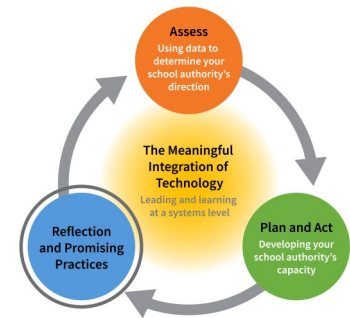 Assess
Using data to
determine your
school authority's
direction
The Meaningful
Integration of
Technology
Leading and learning
at a systems level
Plan and Act
Developing your
school authority's
capacity
Reflection
and Promising
Practices